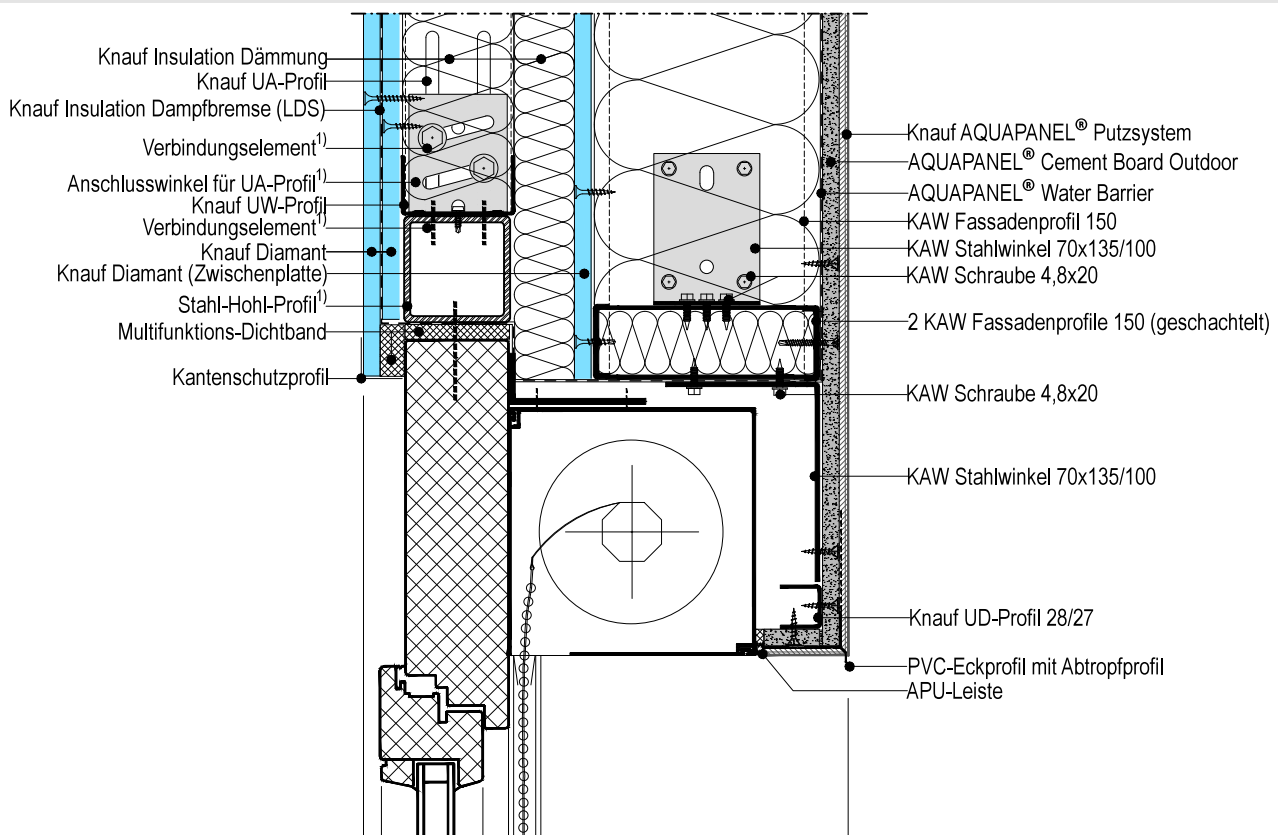 Knauf Insulation Dämmung
Knauf UA-Profil
Knauf Insulation Dampfbremse (LDS)
Verbindungselement¹⁾
Anschlusswinkel für UA-Profil¹⁾
Knauf UW-Profil
Verbindungselement¹⁾
Knauf Diamant
Knauf Diamant (Zwischenplatte)
Stahl-Hohl-Profil¹⁾
Multifunktions-Dichtband
Kantenschutzprofil
Knauf AQUAPANEL® Putzsystem
AQUAPANEL® Cement Board Outdoor
AQUAPANEL® Water Barrier
KAW Fassadenprofil 150
KAW Stahlwinkel 70x135/100
KAW Schraube 4,8x20
2 KAW Fassadenprofile 150 (geschachtelt)
KAW Schraube 4,8x20
KAW Stahlwinkel 70x135/100
Knauf UD-Profil 28/27
PVC-Eckprofil mit Abtropfprofil
APU-Leiste